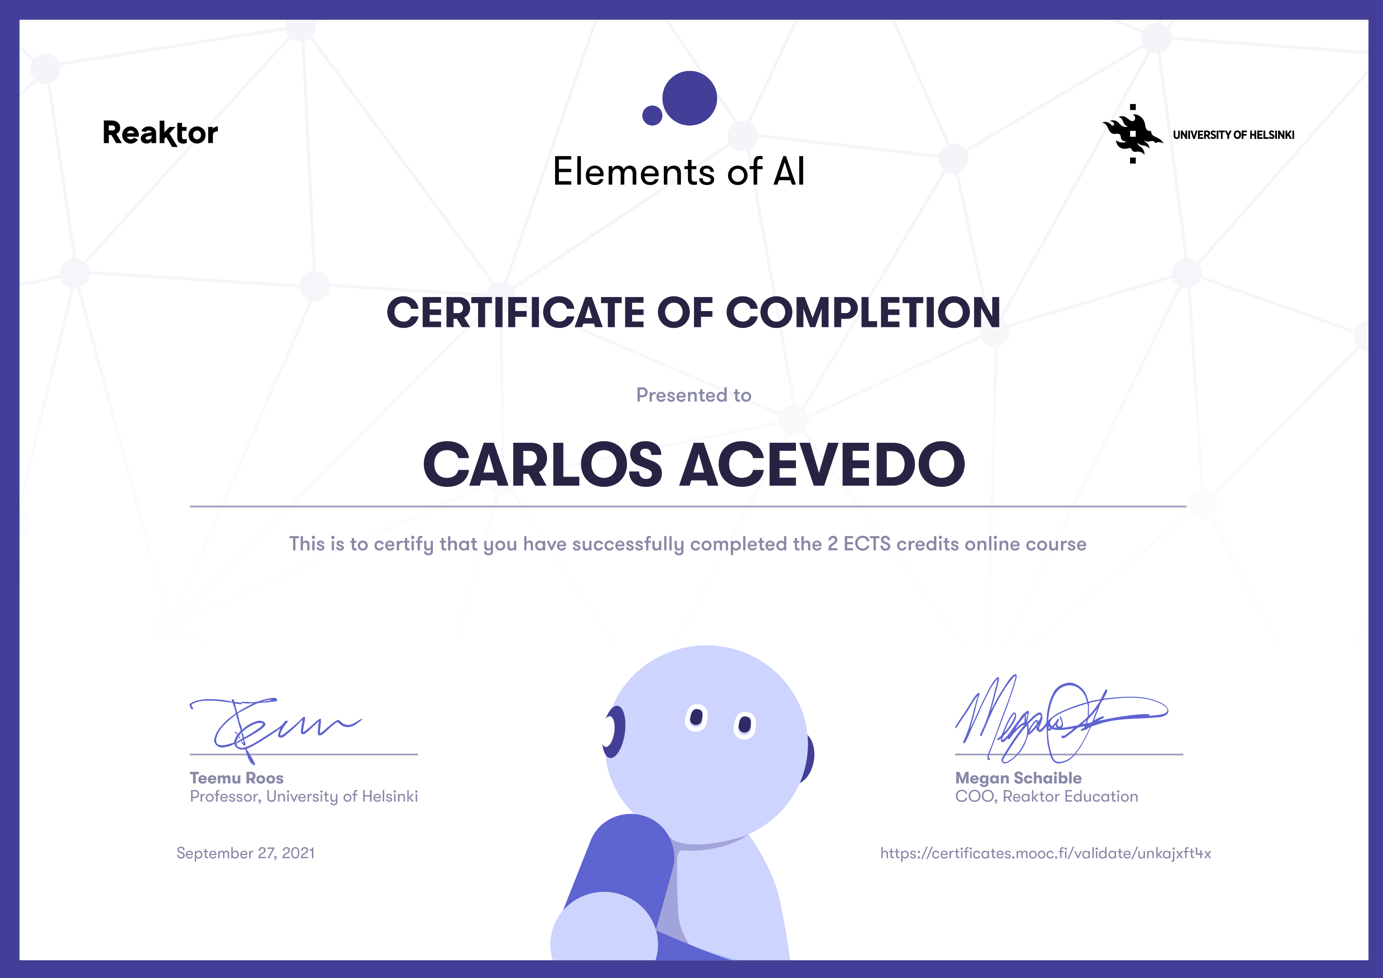 Reaktor
Elements of AI
UNIVERSITY OF HELSINKI
CERTIFICATE OF COMPLETION
Presented to
CARLOS ACEVEDO
This is to certify that you have successfully completed the 2 ECTS credits online course
Teemu Roos
Professor, University of Helsinki
Megan Schaible
COO, Reaktor Education
September 27, 2021
https://certificates.mooc.fi/validate/unkajxft4x